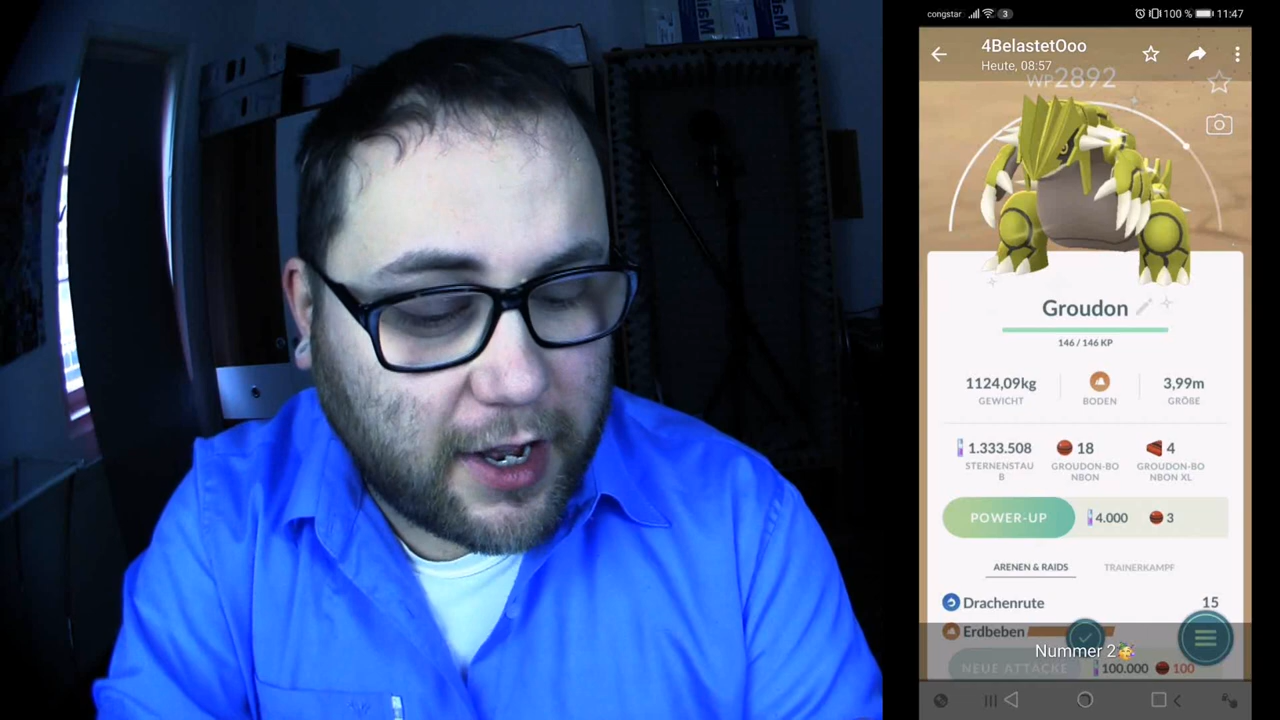 congstar 3 100 % 11:47
4BelastetOoo
Heute, 08:57
WP2892
Groudon
146 / 146 KP
1124,09kg
GEWICHT
BODEN
3,99m
GRÖßE
1.333.508
STERNENSTAU
B
18
GROUDON-BO
NBON
4
GROUDON-BO
NBON XL
POWER-UP 4.000 3
ARENEN & RAIDS TRAINERKAMPF
Drachenrute 15
Erdbeben
Nummer 2🥳
NEUE ATTACKE 100.000 100